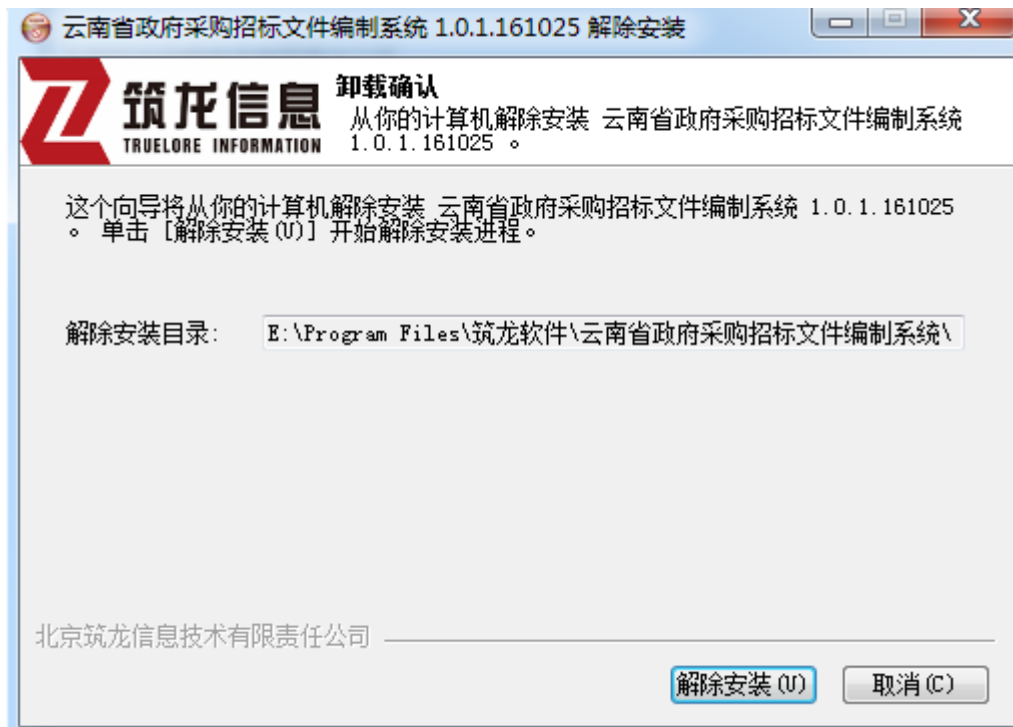 云南省政府采购招标文件编制系统 1.0.1.161025 解除安装
筑龙信息
TRUELORE INFORMATION
卸载确认
从你的计算机解除安装 云南省政府采购招标文件编制系统
1.0.1.161025 。
这个向导将从你的计算机解除安装 云南省政府采购招标文件编制系统 1.0.1.161025
。 单击 [解除安装(U)] 开始解除安装进程。
解除安装目录: E:\Program Files\筑龙软件\云南省政府采购招标文件编制系统\
北京筑龙信息技术有限责任公司
解除安装(U) 取消(C)